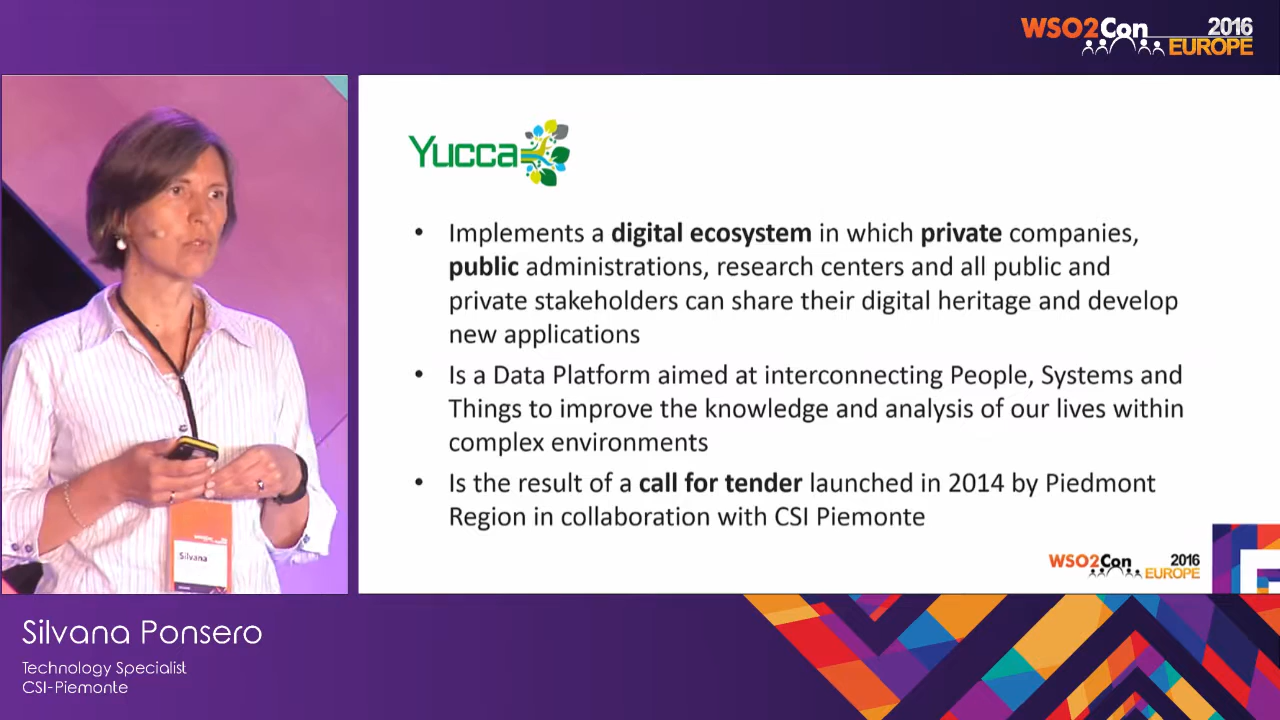 WSO2Con 2016
EUROPE
Yucca
• Implements a digital ecosystem in which private companies,
public administrations, research centers and all public and
private stakeholders can share their digital heritage and develop
new applications
• Is a Data Platform aimed at interconnecting People, Systems and
Things to improve the knowledge and analysis of our lives within
complex environments
• Is the result of a call for tender launched in 2014 by Piedmont
Region in collaboration with CSI Piemonte
WSO2Con 2016
EUROPE
Silvana
Silvana Ponsero
Technology Specialist
CSI-Piemonte